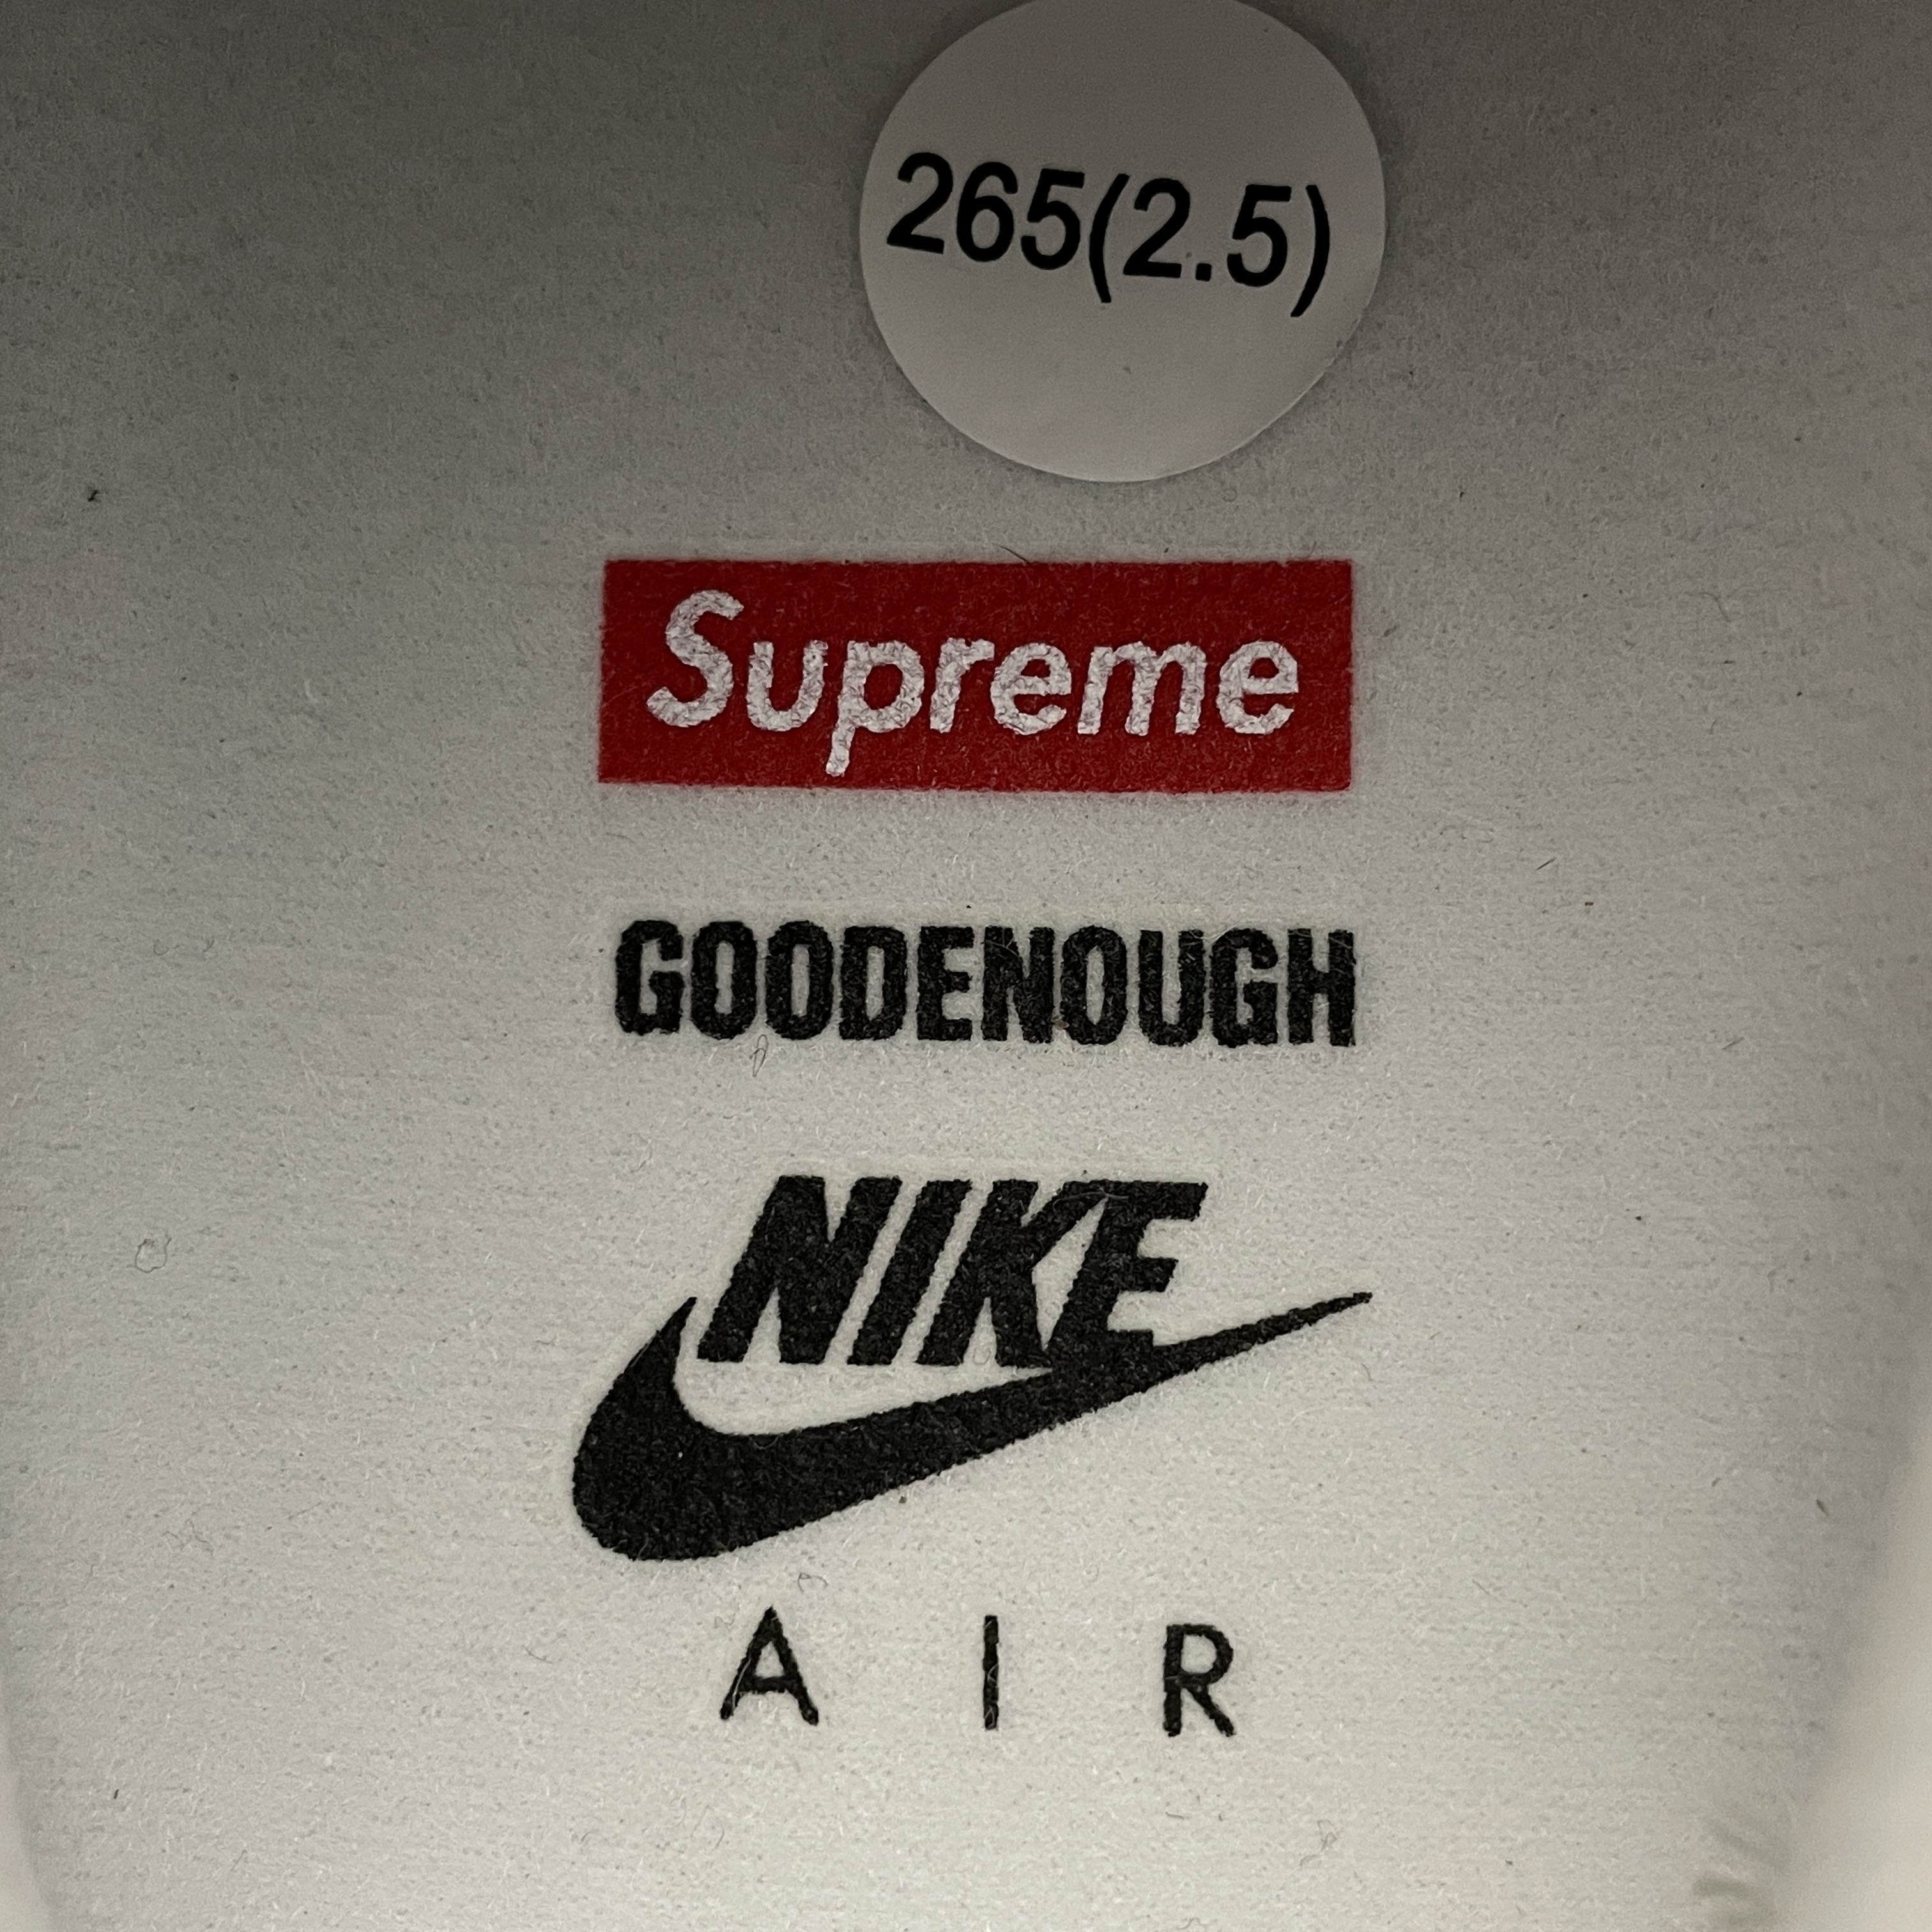 265(2.5)
Supreme
GOODENOUGH
NIKE
AIR